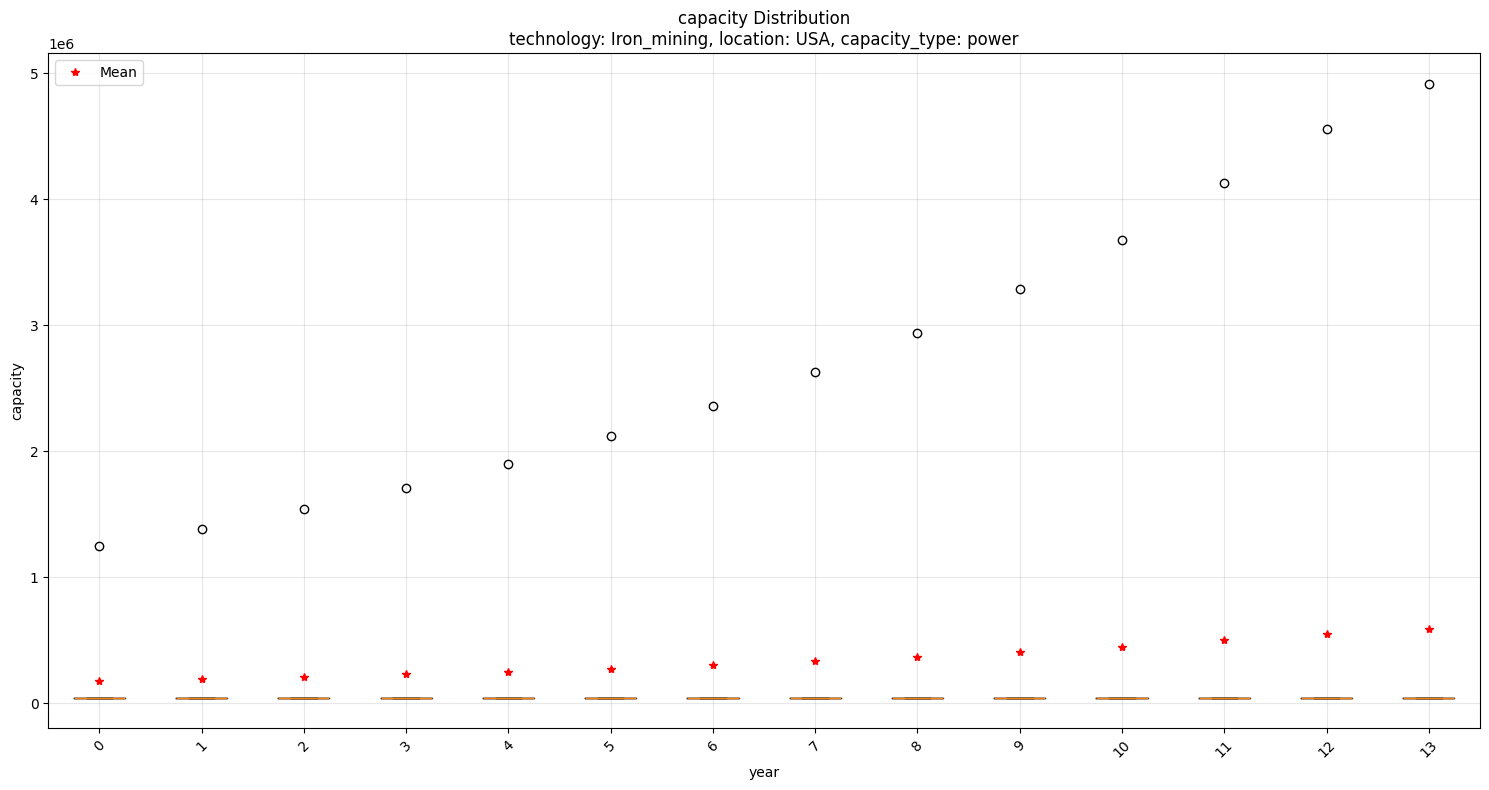 capacity Distribution
technology: Iron_mining, location: USA, capacity_type: power
1e6
Mean
5
4
3
2
1
0
capacity
0 1 2 3 4 5 6 7 8 9 10 11 12 13
year